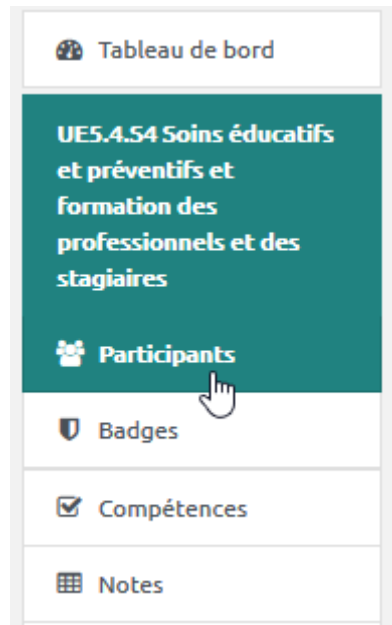 Tableau de bord
UE5.4.S4 Soins éducatifs
et préventifs et
formation des
professionnels et des
stagiaires
Participants
Badges
Compétences
Notes